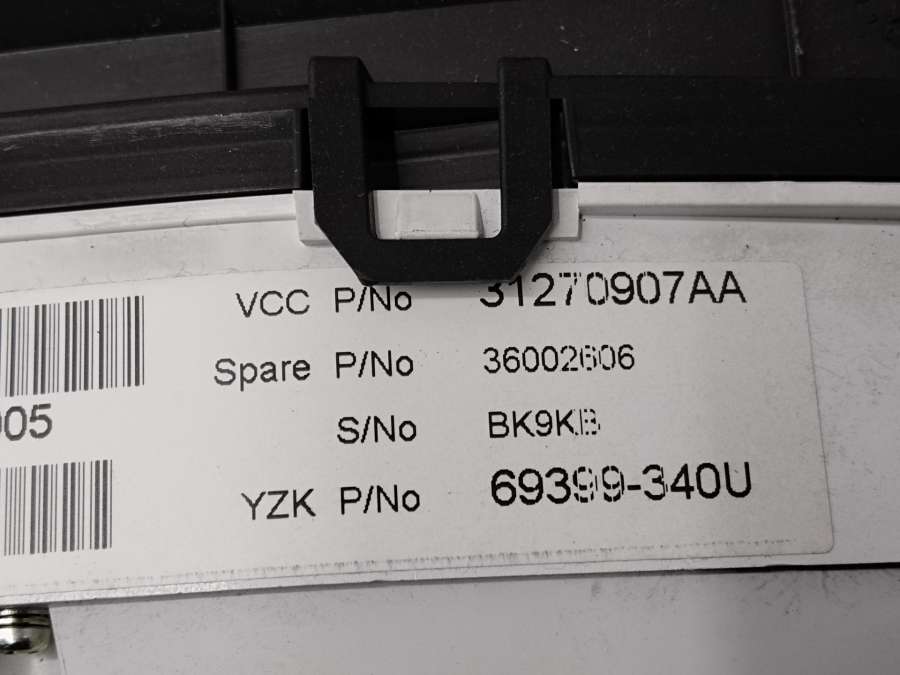 VCC P/No 31270907AA
Spare P/No 36002606
005
S/No BK9KB
YZK P/No 69399-340U